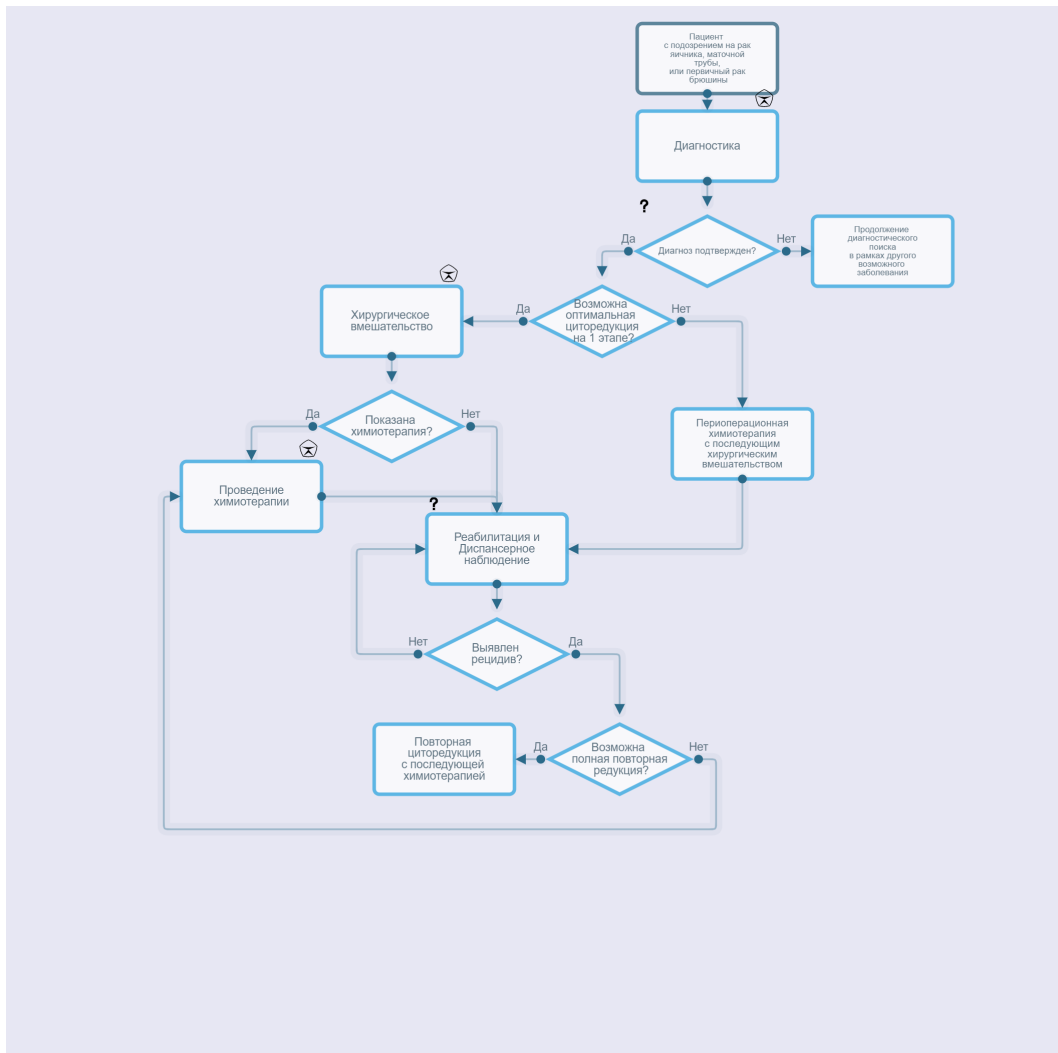 Пациент
с подозрением на рак
яичника, маточной
трубы,
или первичный рак
брюшины
Диагностика
?
Диагноз подтвержден?
Да
Нет
Продолжение
диагностического
поиска
в рамках другого
возможного
заболевания
Возможна
оптимальная
циторедукция
на 1 этапе?
Да
Нет
Хирургическое
вмешательство
Показана
химиотерапия?
Да
Нет
Периоперационная
химиотерапия
с последующим
хирургическим
вмешательством
Проведение
химиотерапии
?
Реабилитация и
Диспансерное
наблюдение
Выявлен
рецидив?
Нет
Да
Возможна
полная повторная
редукция?
Да
Нет
Повторная
циторедукция
с последующей
химиотерапией